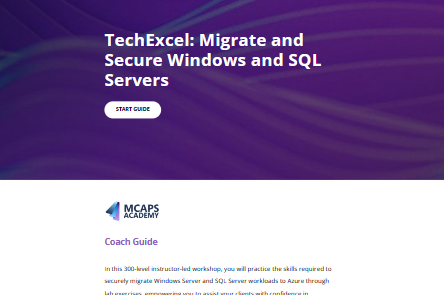 TechExcel: Migrate and
Secure Windows and SQL
Servers
START GUIDE
MCAPS
ACADEMY
Coach Guide
In this 300-level instructor-led workshop, you will practice the skills required to
securely migrate Windows Server and SQL Server workloads to Azure through
lab exercises, empowering you to assist your clients with confidence in